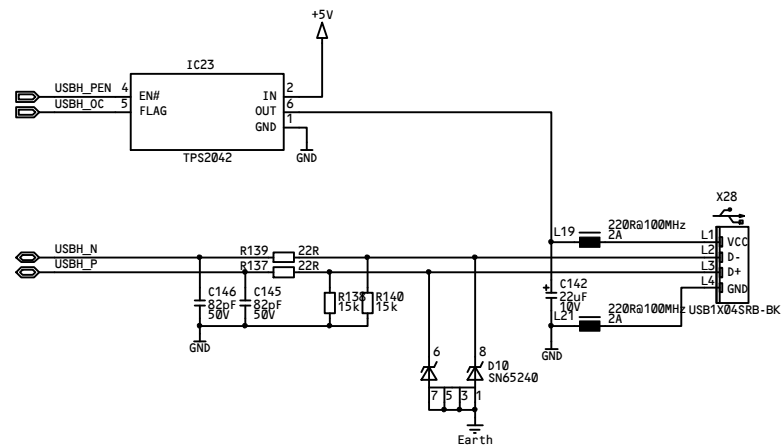 +5V
IC23
USBH_PEN 4 EN# IN 2
USBH_OC 5 FLAG OUT 6
GND 1
TPS2042 GND
X28
L19 220R@100MHz
2A
L1 VCC
L2 D-
L3 D+
L4 GND
USB1X04SRB-BK
USBH_N R139 22R
USBH_P R137 22R
C146
82pF
50V
C145
82pF
50V
R138
15k
R140
15k
C142
22uF
10V
+
L21 220R@100MHz
2A
GND
GND
6 8 D10
SN65240
7 5 3 1
Earth